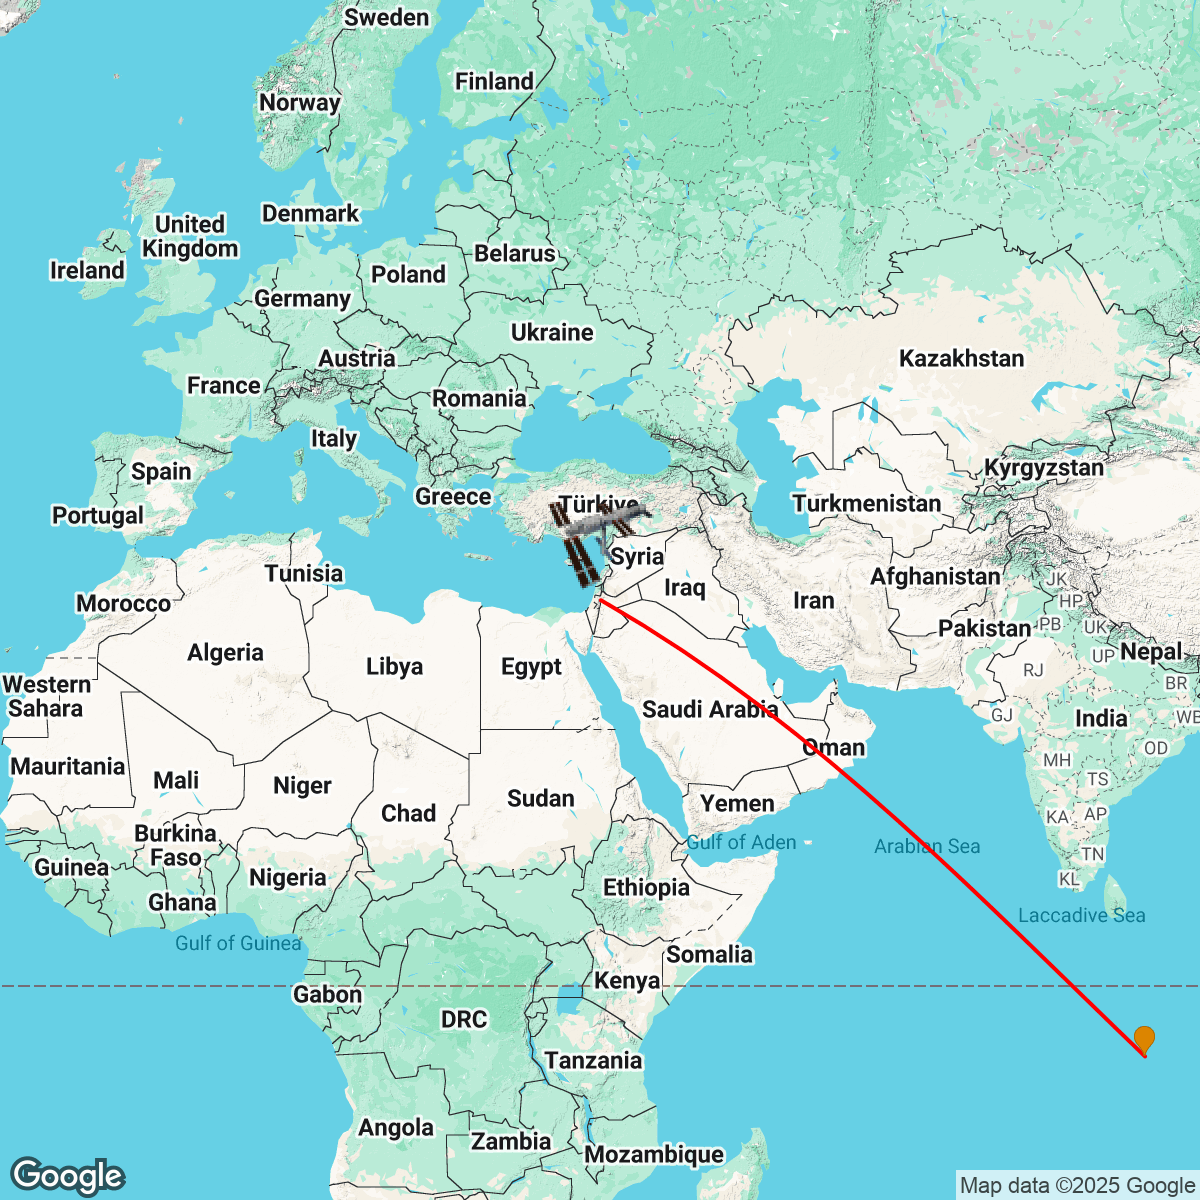 Sweden
Finland
Norway
Denmark
United
Kingdom
Ireland
Belarus
Poland
Germany
Ukraine
Austria
France
Kazakhstan
Romania
Italy
Spain
Kyrgyzstan
Greece
Portugal
Türkiye
Turkmenistan
Syria
Tunisia
Iraq
Afghanistan
JK
Morocco
Iran
HP
PB
Pakistan
UK
Algeria
Libya
Egypt
UP
Nepal
RJ
BR
Western
Sahara
Saudi Arabia
GJ
India
WB
Oman
OD
Mauritania
Mali
Niger
MH
TS
Chad
Sudan
Yemen
KA
AP
Burkina
Faso
Gulf of Aden
Arabian Sea
TN
Guinea
Nigeria
Ethiopia
KL
Ghana
Laccadive Sea
Gulf of Guinea
Somalia
Kenya
Gabon
DRC
Tanzania
Angola
Zambia
Mozambique
Google
Map data ©2025 Google